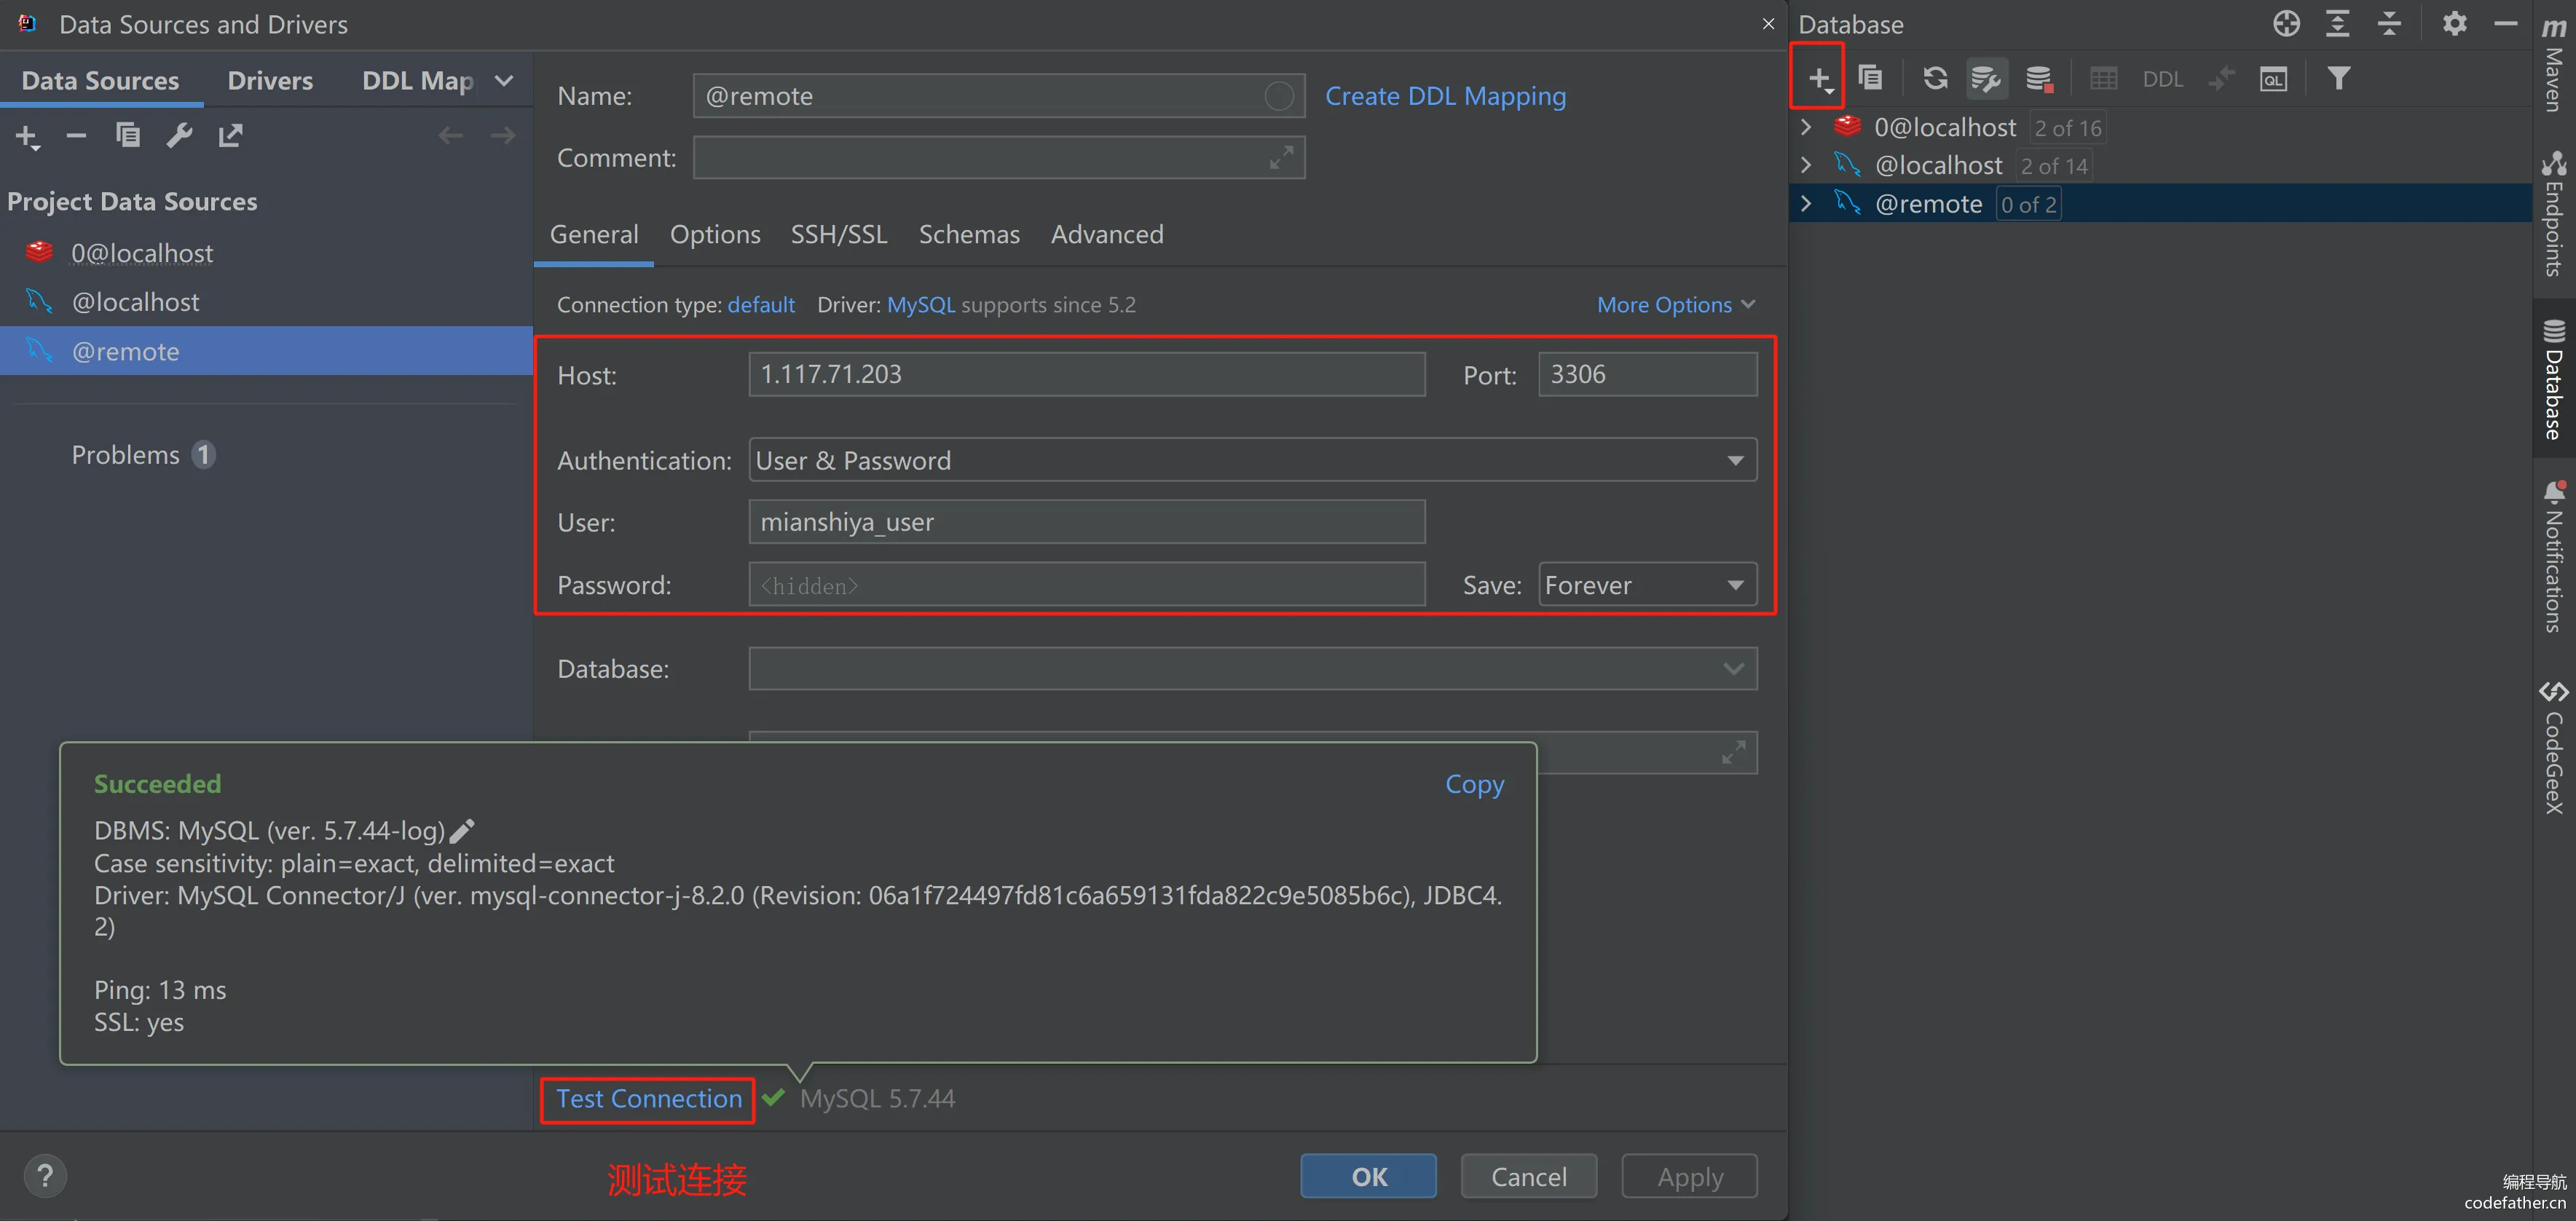 Data Sources and Drivers
Data Sources Drivers DDL Map
Project Data Sources
0@localhost
@localhost
@remote
Problems 1
Name: @remote Create DDL Mapping
Comment:
General Options SSH/SSL Schemas Advanced
Connection type: default Driver: MySQL supports since 5.2 More Options
Host: 1.117.71.203 Port: 3306
Authentication: User & Password
User: mianshiya_user
Password: <hidden> Save: Forever
Database:
Succeeded Copy
DBMS: MySQL (ver. 5.7.44-log)
Case sensitivity: plain=exact, delimited=exact
Driver: MySQL Connector/J (ver. mysql-connector-j-8.2.0 (Revision: 06a1f724497fd81c6a659131fda822c9e5085b6c), JDBC4.
2)
Ping: 13 ms
SSL: yes
Test Connection MySQL 5.7.44
?
测试连接
OK Cancel Apply
Database
DDL QL
0@localhost 2 of 16
@localhost 2 of 14
@remote 0 of 2
m Maven
Endpoints
Database
Notifications
CodeGeeX
编程导航
codefather.cn